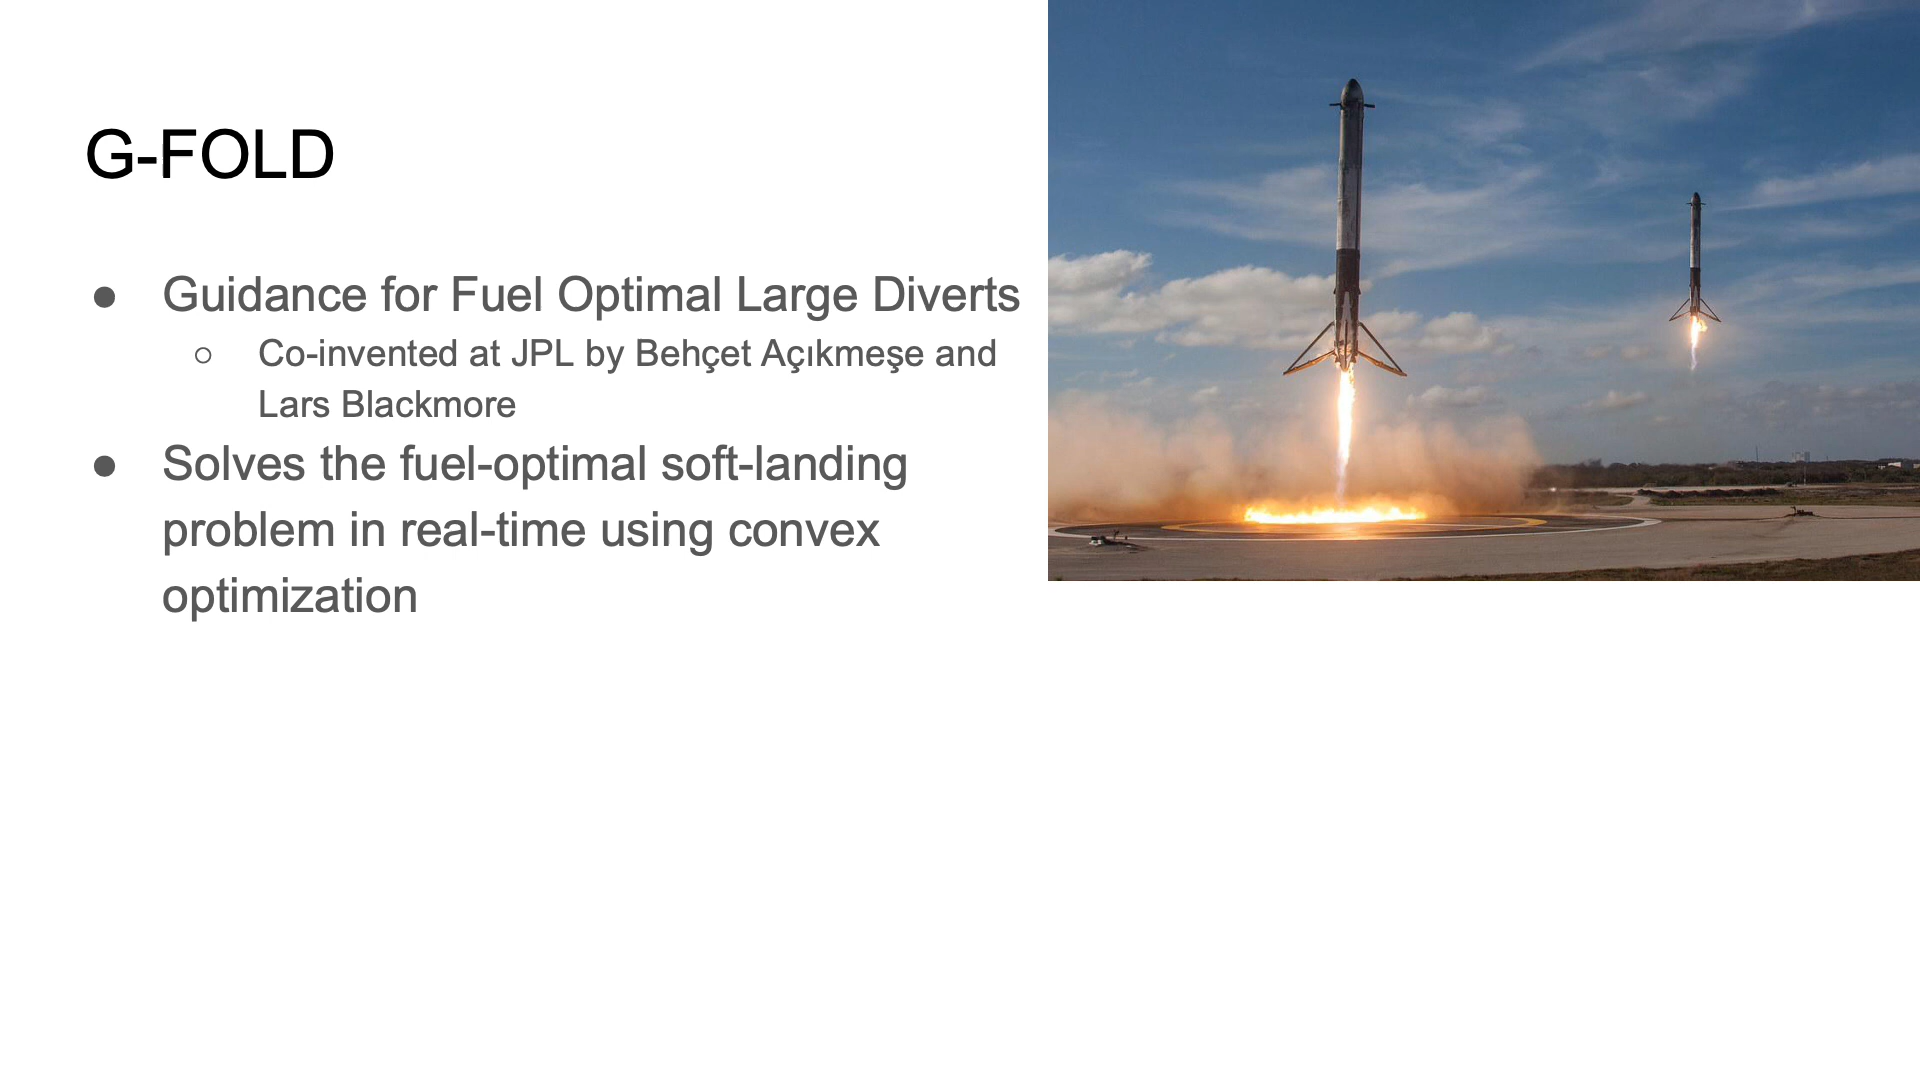 G-FOLD
● Guidance for Fuel Optimal Large Diverts
○ Co-invented at JPL by Behçet Açıkmeşe and
Lars Blackmore
● Solves the fuel-optimal soft-landing
problem in real-time using convex
optimization